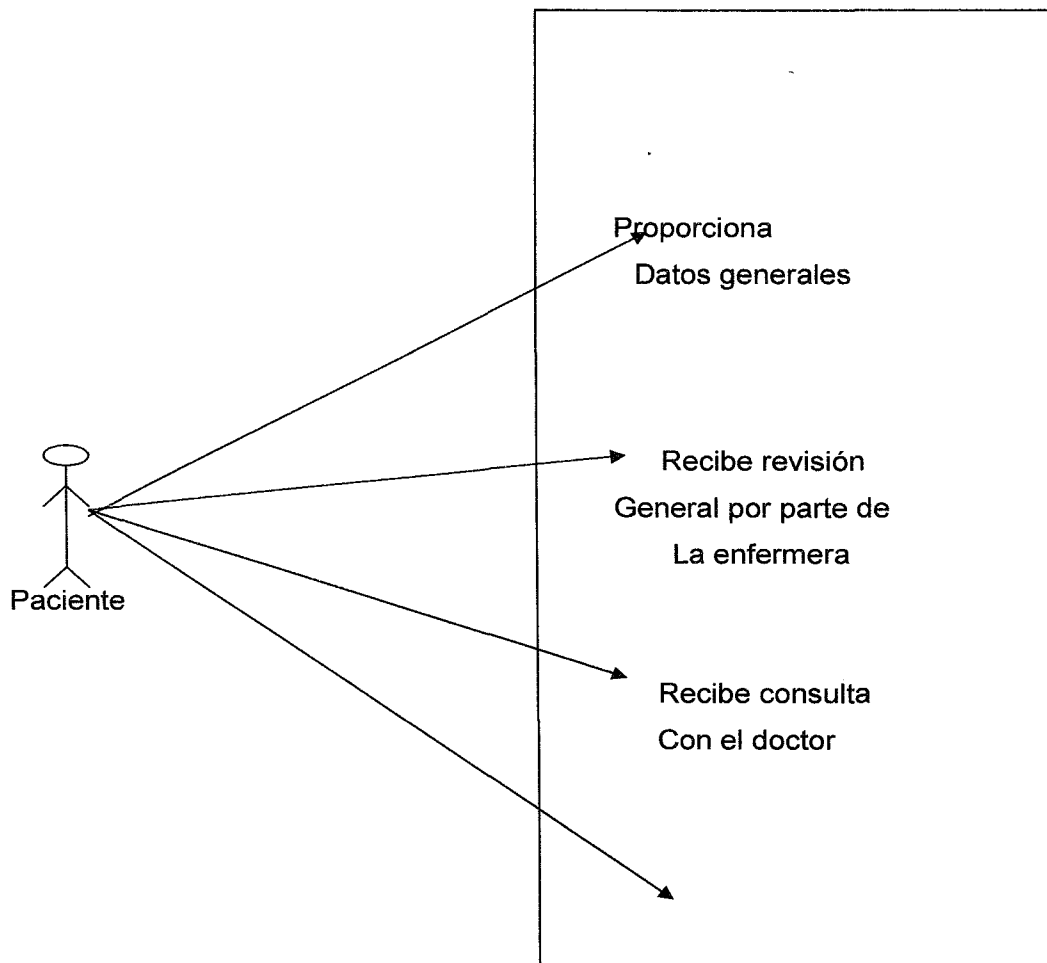 Proporciona
Datos generales
Recibe revisión
General por parte de
La enfermera
Paciente
Recibe consulta
Con el doctor